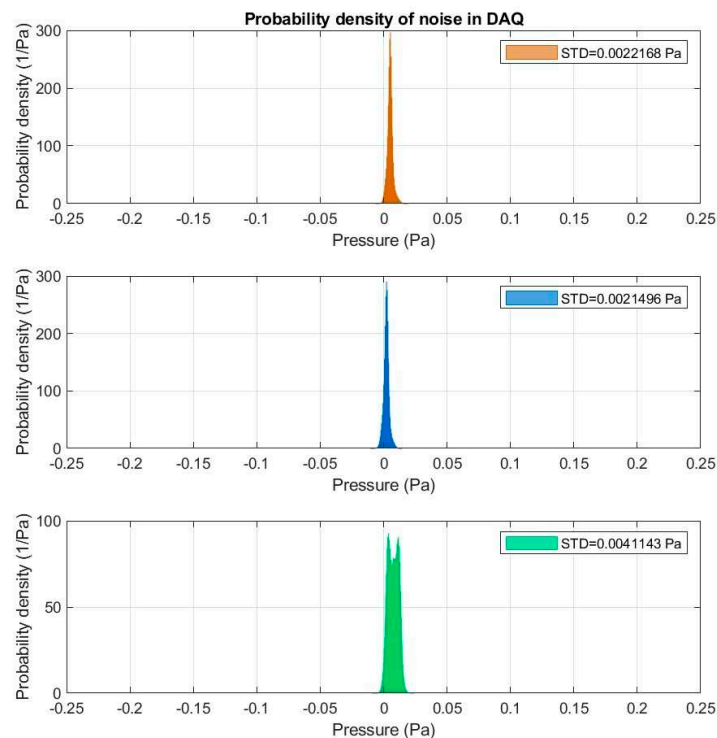 Probability density of noise in DAQ
Probability density (1/Pa)
300
200
100
0
STD=0.0022168 Pa
-0.25 -0.2 -0.15 -0.1 -0.05 0 0.05 0.1 0.15 0.2 0.25
Pressure (Pa)
Probability density (1/Pa)
300
200
100
0
STD=0.0021496 Pa
-0.25 -0.2 -0.15 -0.1 -0.05 0 0.05 0.1 0.15 0.2 0.25
Pressure (Pa)
Probability density (1/Pa)
100
50
0
STD=0.0041143 Pa
-0.25 -0.2 -0.15 -0.1 -0.05 0 0.05 0.1 0.15 0.2 0.25
Pressure (Pa)